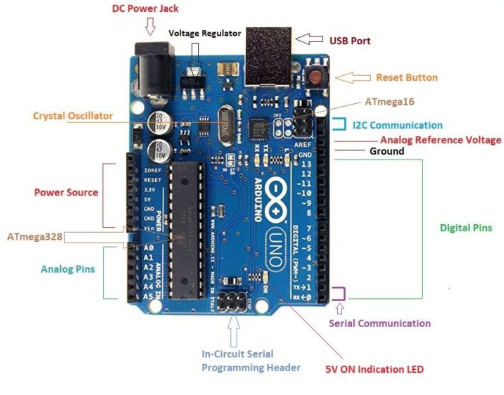 DC Power Jack
Voltage Regulator
USB Port
Reset Button
ATmega16
Crystal Oscillator
I2C Communication
AREF
Analog Reference Voltage
GND
Ground
IOREF
RESET
3.3V
5V
GND
GND
Vin
Power Source
POWER
ATmega328
Analog Pins
A0
A1
A2
A3
A4
A5
ANALOG IN
ARDUINO
UNO
13
12
~11
~10
~9
8
7
~6
~5
4
~3
2
TX→1
RX←0
DIGITAL (PWM~)
Digital Pins
ON
Serial Communication
In-Circuit Serial
Programming Header
5V ON Indication LED